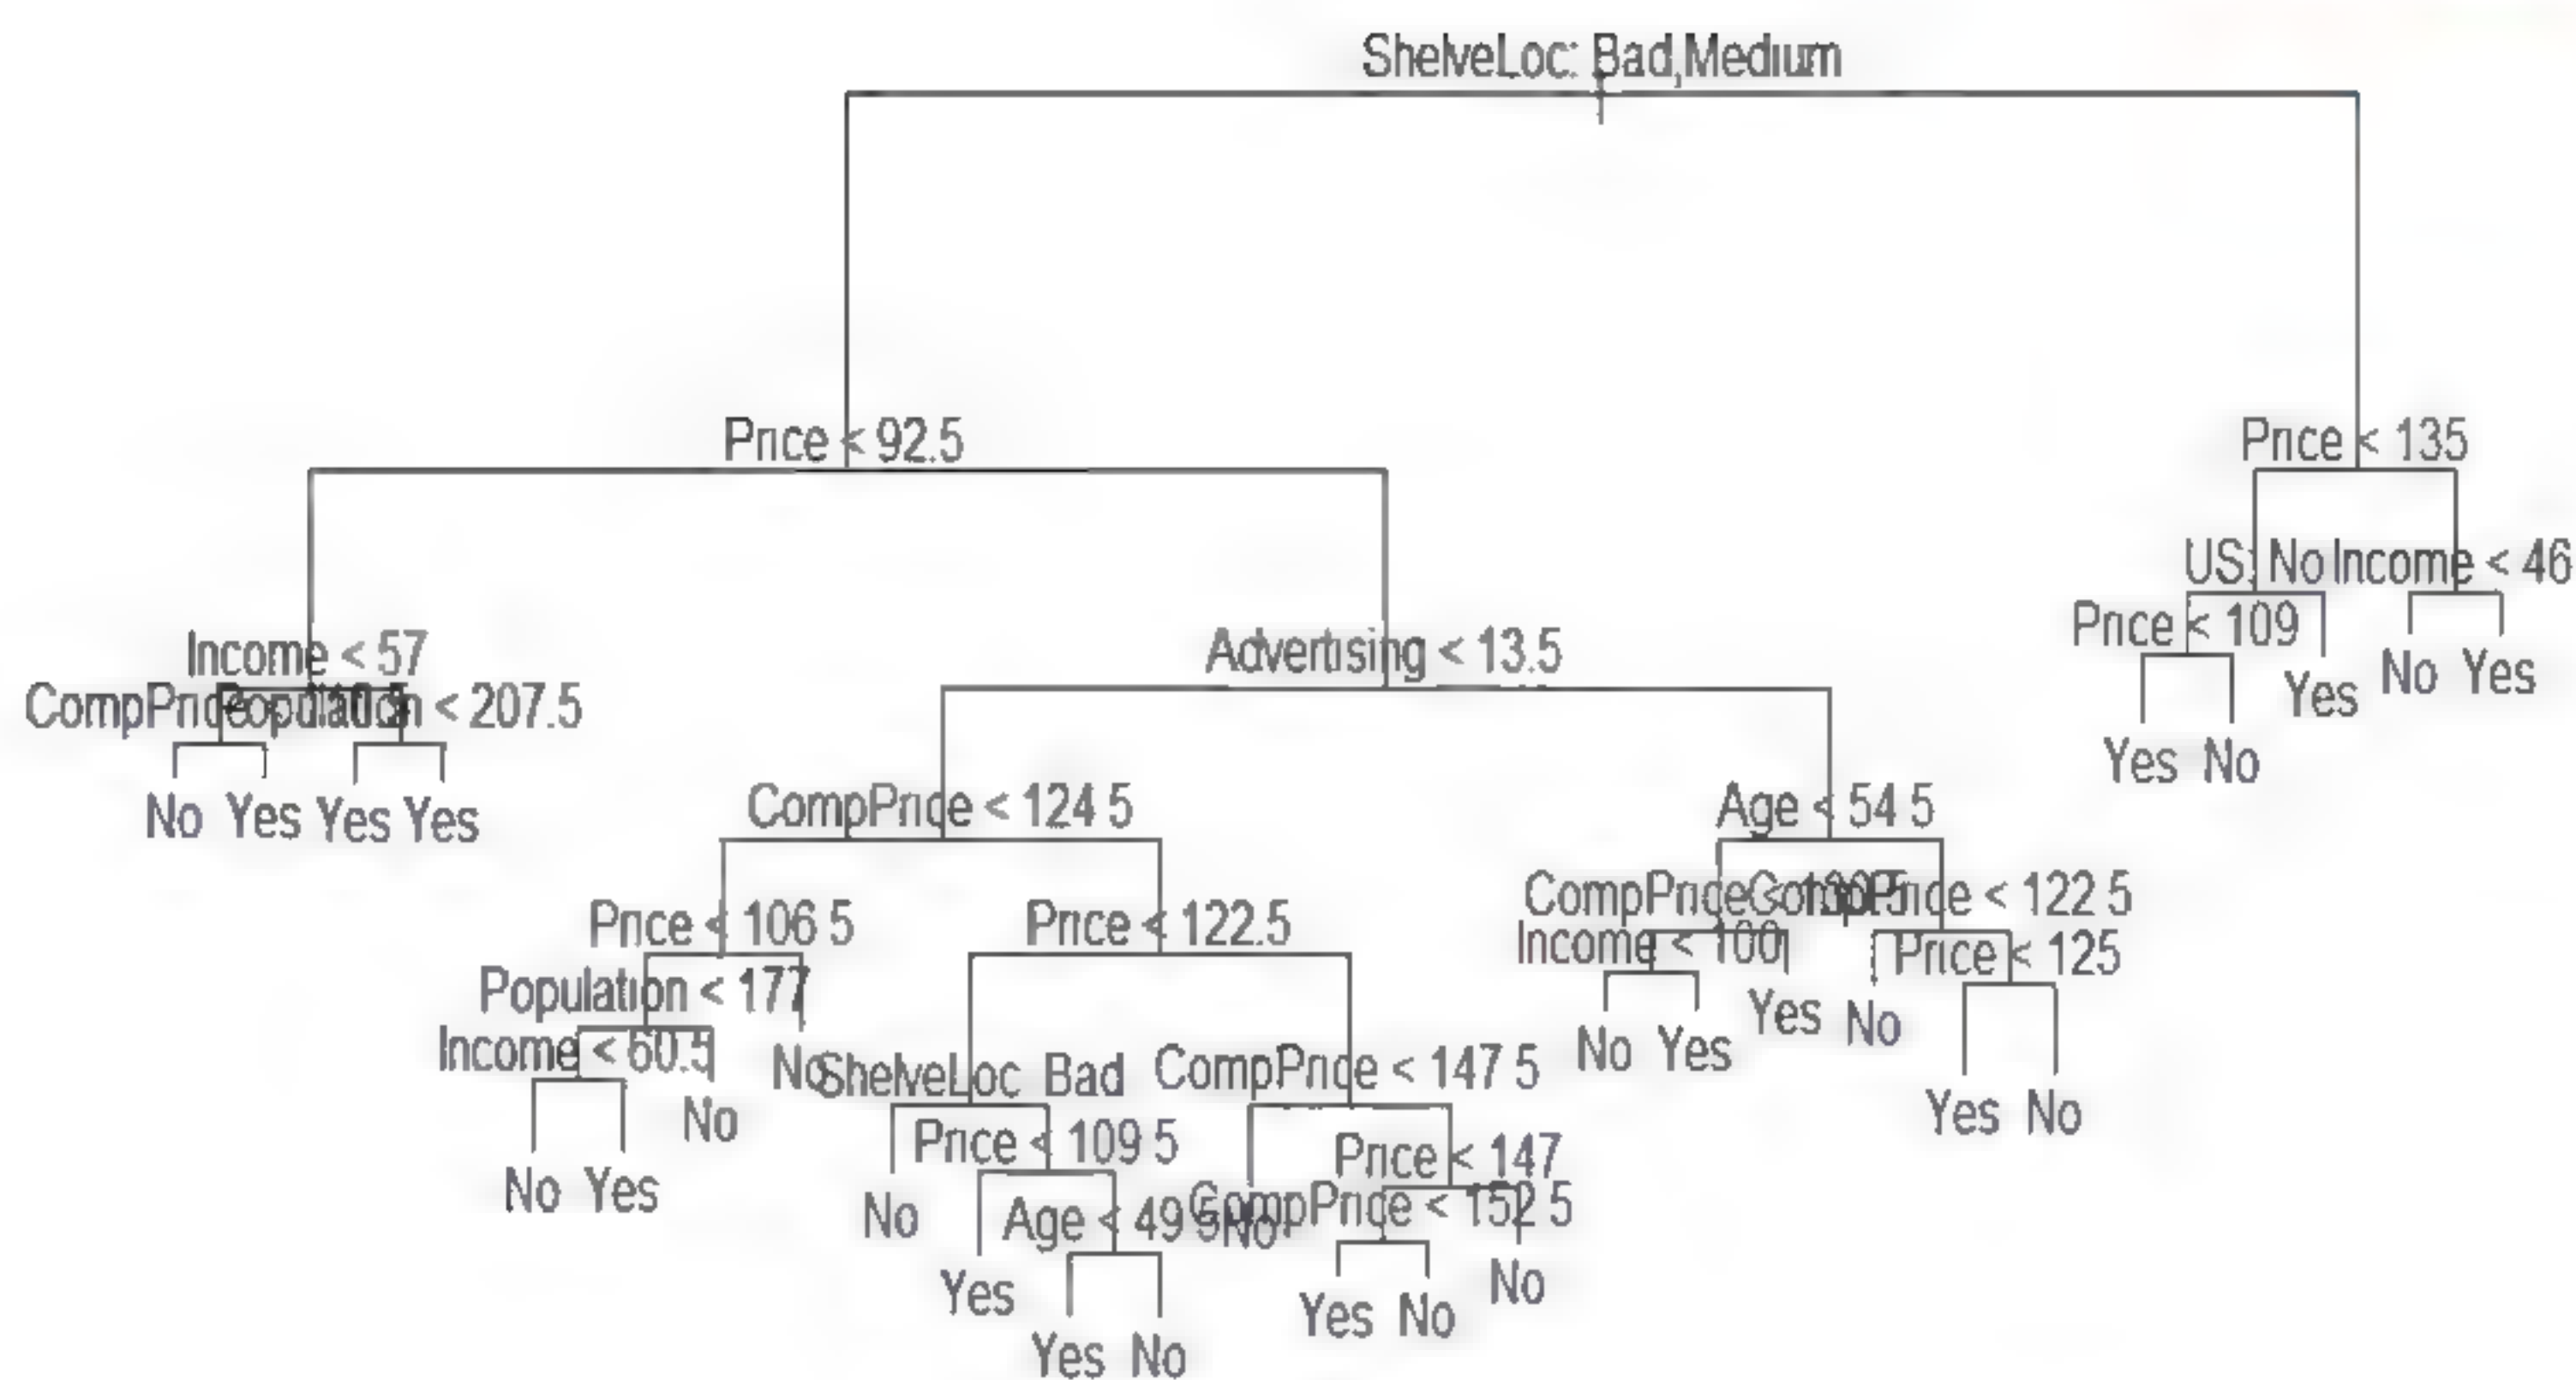 ShelveLoc: Bad,Medium
Price < 92.5
Price < 135
US: No
Income < 46
Price < 109
No Yes
Yes
Yes No
Income < 57
CompPrice
Population < 207.5
No Yes Yes Yes
Advertising < 13.5
CompPrice < 124.5
Age < 54.5
Price < 106.5
Price < 122.5
CompPrice
CompPrice < 122.5
Population < 177
Income < 100
Price < 125
Income < 60.5
No
ShelveLoc: Bad
CompPrice < 147.5
No Yes
Yes
No
No
Price < 109.5
Price < 147
Yes No
No Yes
No
Age < 49.5
No
CompPrice < 152.5
Yes
Yes No
No
Yes No